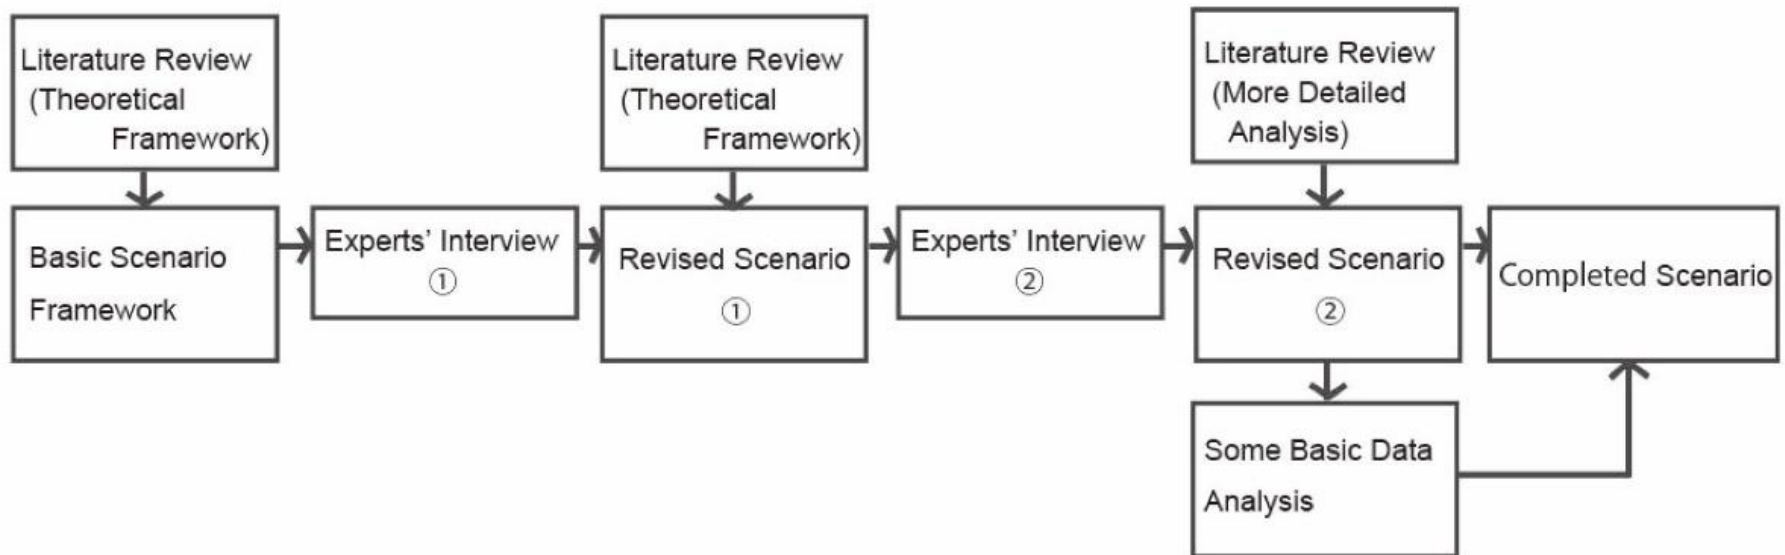 Literature Review
(Theoretical
Framework)
Literature Review
(Theoretical
Framework)
Literature Review
(More Detailed
Analysis)
Basic Scenario
Framework
Experts’ Interview
①
Revised Scenario
①
Experts’ Interview
②
Revised Scenario
②
Completed Scenario
Some Basic Data
Analysis